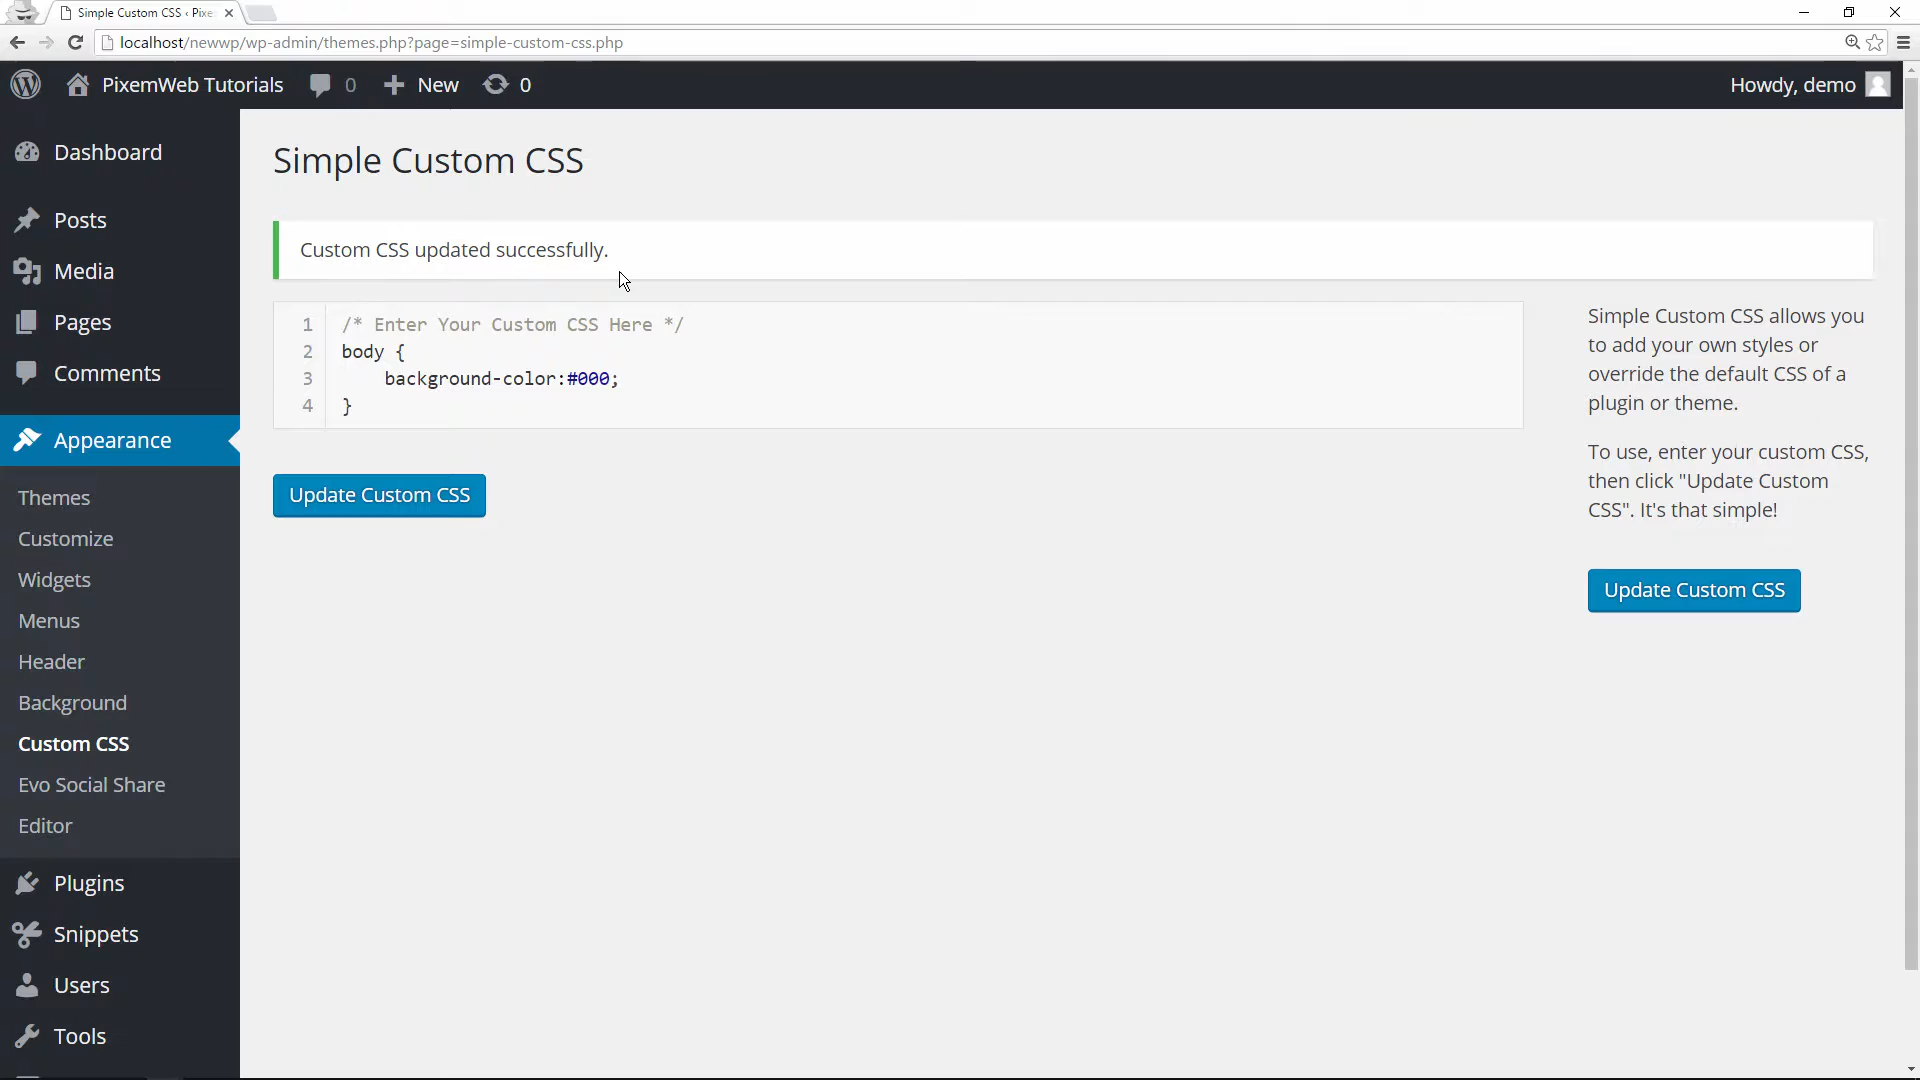 Simple Custom CSS ‹ Pixe
localhost/newwp/wp-admin/themes.php?page=simple-custom-css.php
PixemWeb Tutorials 0 New 0 Howdy, demo
Dashboard
Posts
Media
Pages
Comments
Appearance
Themes
Customize
Widgets
Menus
Header
Background
Custom CSS
Evo Social Share
Editor
Plugins
Snippets
Users
Tools
Simple Custom CSS
Custom CSS updated successfully.
1 /* Enter Your Custom CSS Here */
2 body {
3     background-color:#000;
4 }
Update Custom CSS
Simple Custom CSS allows you
to add your own styles or
override the default CSS of a
plugin or theme.
To use, enter your custom CSS,
then click "Update Custom
CSS". It's that simple!
Update Custom CSS